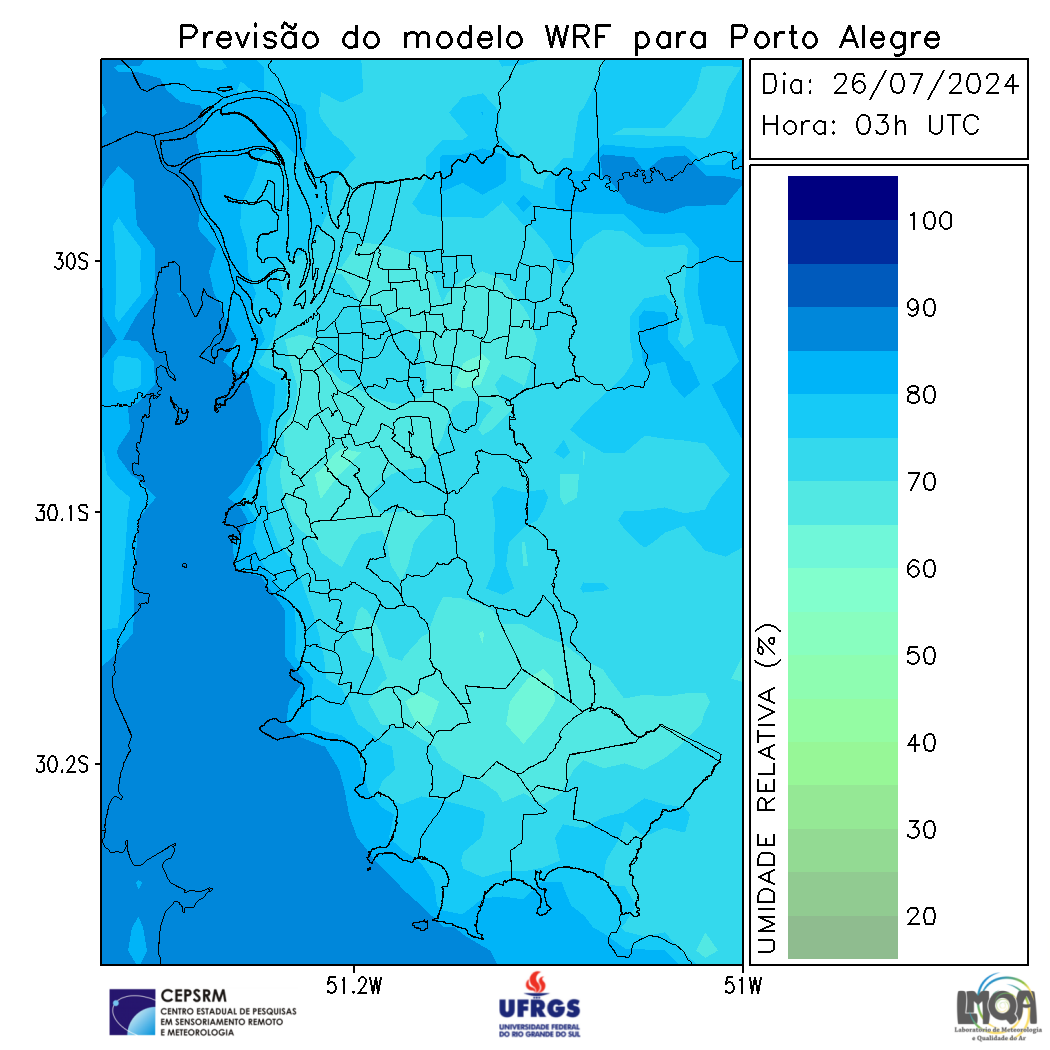 Previsão do modelo WRF para Porto Alegre
Dia: 26/07/2024
Hora: 03h UTC
30S
30.1S
30.2S
51.2W
51W
UMIDADE RELATIVA (%)
100
90
80
70
60
50
40
30
20
CEPSRM
CENTRO ESTADUAL DE PESQUISAS
EM SENSORIAMENTO REMOTO
E METEOROLOGIA
UFRGS
UNIVERSIDADE FEDERAL
DO RIO GRANDE DO SUL
LMQA
Laboratório de Meteorologia
e Qualidade do Ar